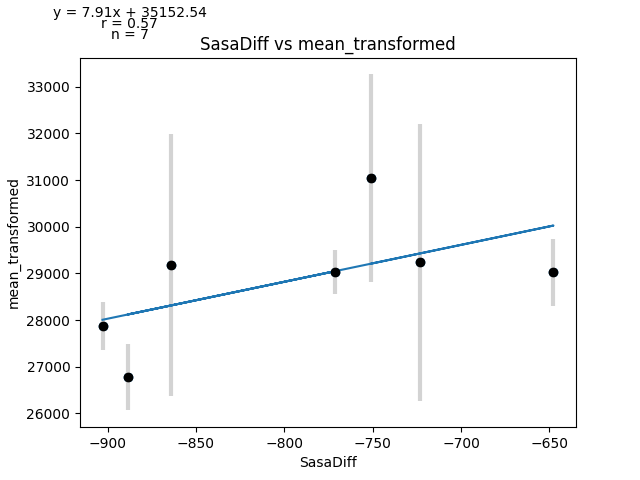 y = 7.91x + 35152.54
r = 0.57
n = 7
SasaDiff vs mean_transformed
33000
32000
31000
30000
29000
28000
27000
26000
mean_transformed
−900
−850
−800
−750
−700
−650
SasaDiff